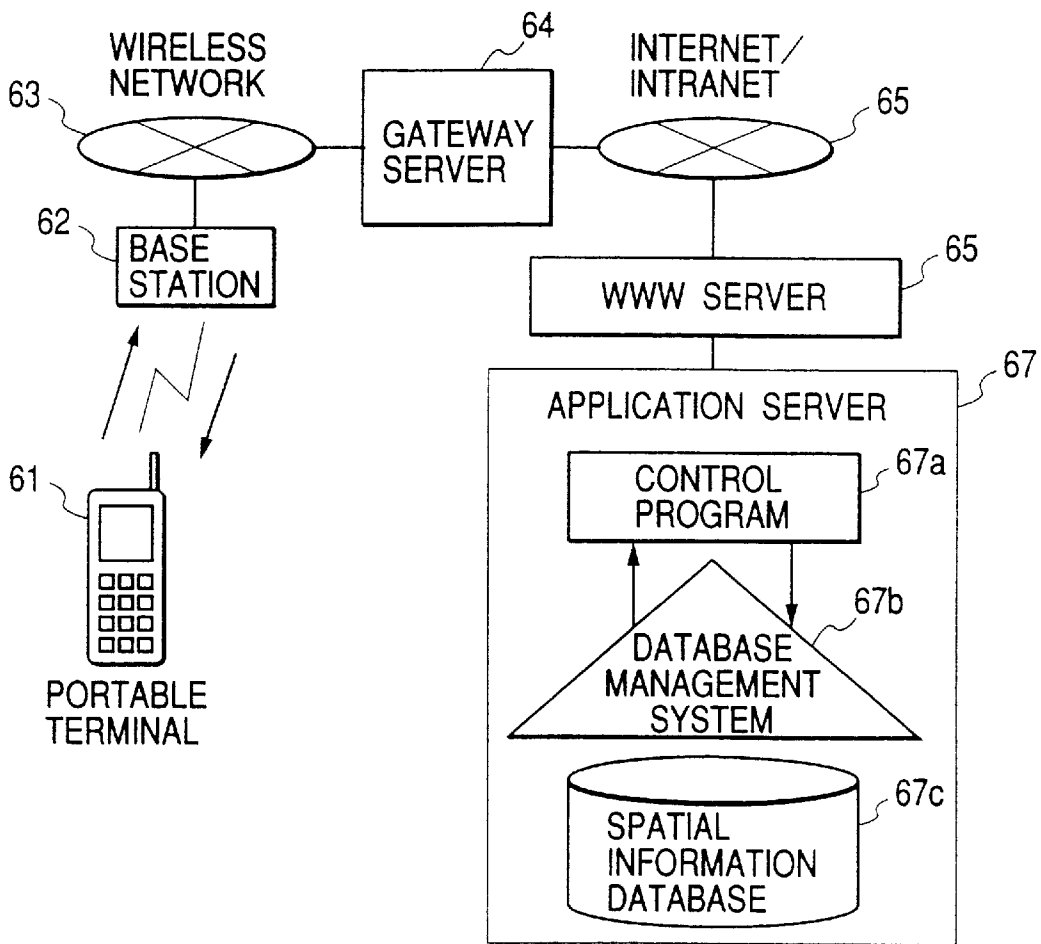 64
WIRELESS
NETWORK
INTERNET/
INTRANET
63
65
GATEWAY
SERVER
62
BASE
STATION
65
WWW SERVER
67
APPLICATION SERVER
61
67a
CONTROL
PROGRAM
67b
DATABASE
MANAGEMENT
SYSTEM
PORTABLE
TERMINAL
67c
SPATIAL
INFORMATION
DATABASE